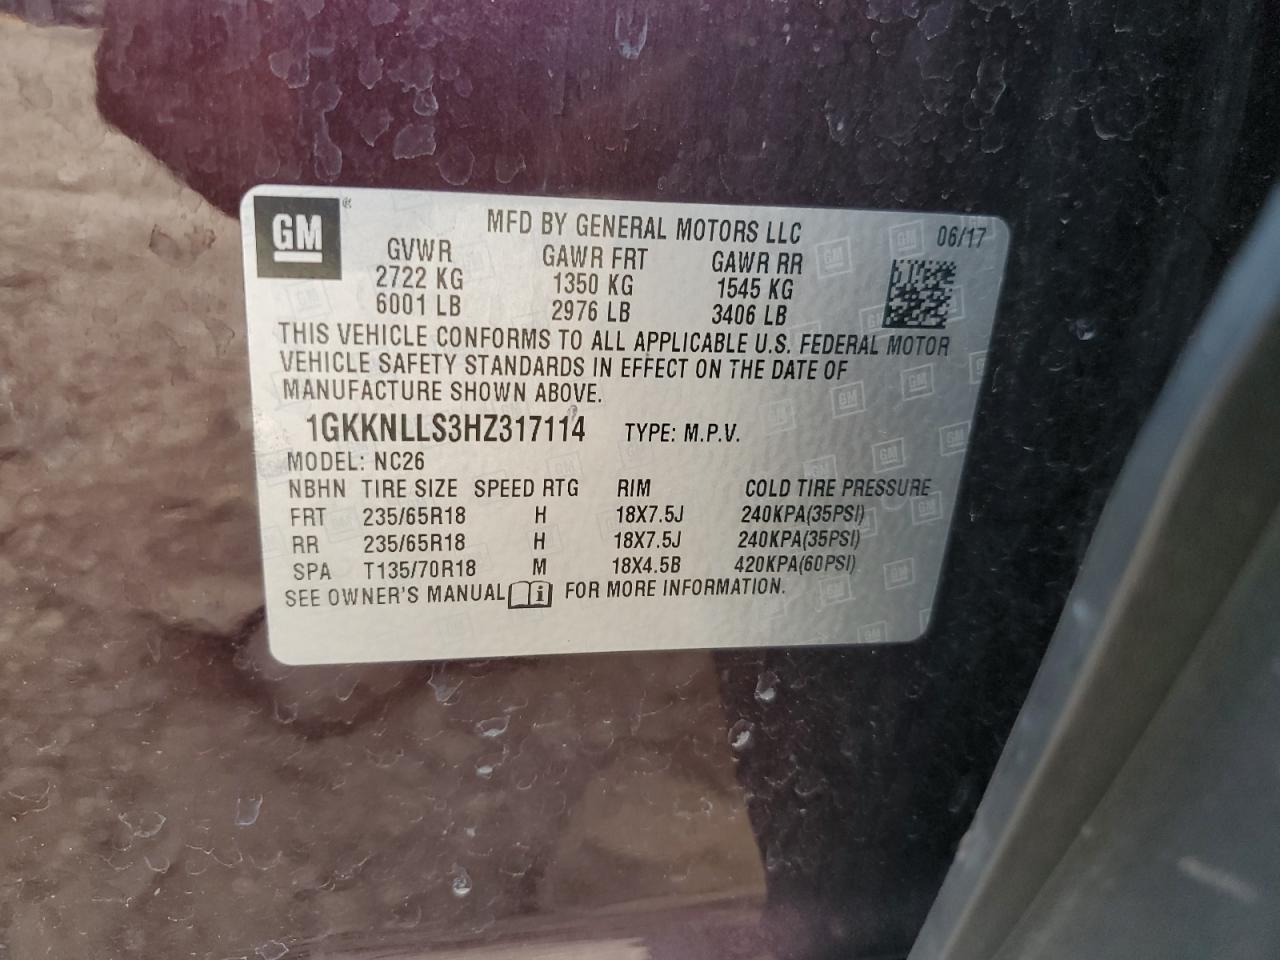 GM ® MFD BY GENERAL MOTORS LLC 06/17
GVWR GAWR FRT GAWR RR
2722 KG 1350 KG 1545 KG
6001 LB 2976 LB 3406 LB
THIS VEHICLE CONFORMS TO ALL APPLICABLE U.S. FEDERAL MOTOR
VEHICLE SAFETY STANDARDS IN EFFECT ON THE DATE OF
MANUFACTURE SHOWN ABOVE.
1GKKNLLS3HZ317114 TYPE: M.P.V.
MODEL: NC26
NBHN TIRE SIZE SPEED RTG RIM COLD TIRE PRESSURE
FRT 235/65R18 H 18X7.5J 240KPA(35PSI)
RR 235/65R18 H 18X7.5J 240KPA(35PSI)
SPA T135/70R18 M 18X4.5B 420KPA(60PSI)
SEE OWNER'S MANUAL i FOR MORE INFORMATION.